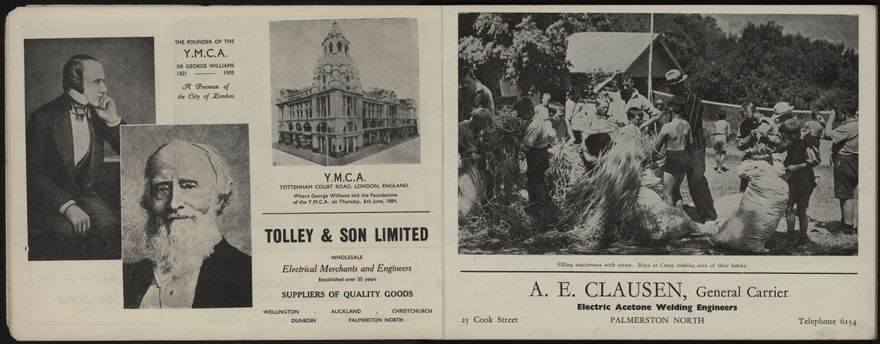 THE FOUNDER OF THE
Y.M.C.A.
SIR GEORGE WILLIAMS
1821 — 1905
A Freeman of
the City of London.
Y.M.C.A.
TOTTENHAM COURT ROAD, LONDON, ENGLAND.
Where George Williams laid the Foundations
of the Y.M.C.A. on Thursday, 6th June, 1884.
TOLLEY & SON LIMITED
WHOLESALE
Electrical Merchants and Engineers
Established over 50 years
SUPPLIERS OF QUALITY GOODS
WELLINGTON . AUCKLAND . CHRISTCHURCH
DUNEDIN PALMERSTON NORTH
Filling mattresses with straw. Boys at Camp making sure of their bunks.
A. E. CLAUSEN, General Carrier
Electric Acetone Welding Engineers
25 Cook Street PALMERSTON NORTH Telephone 6154